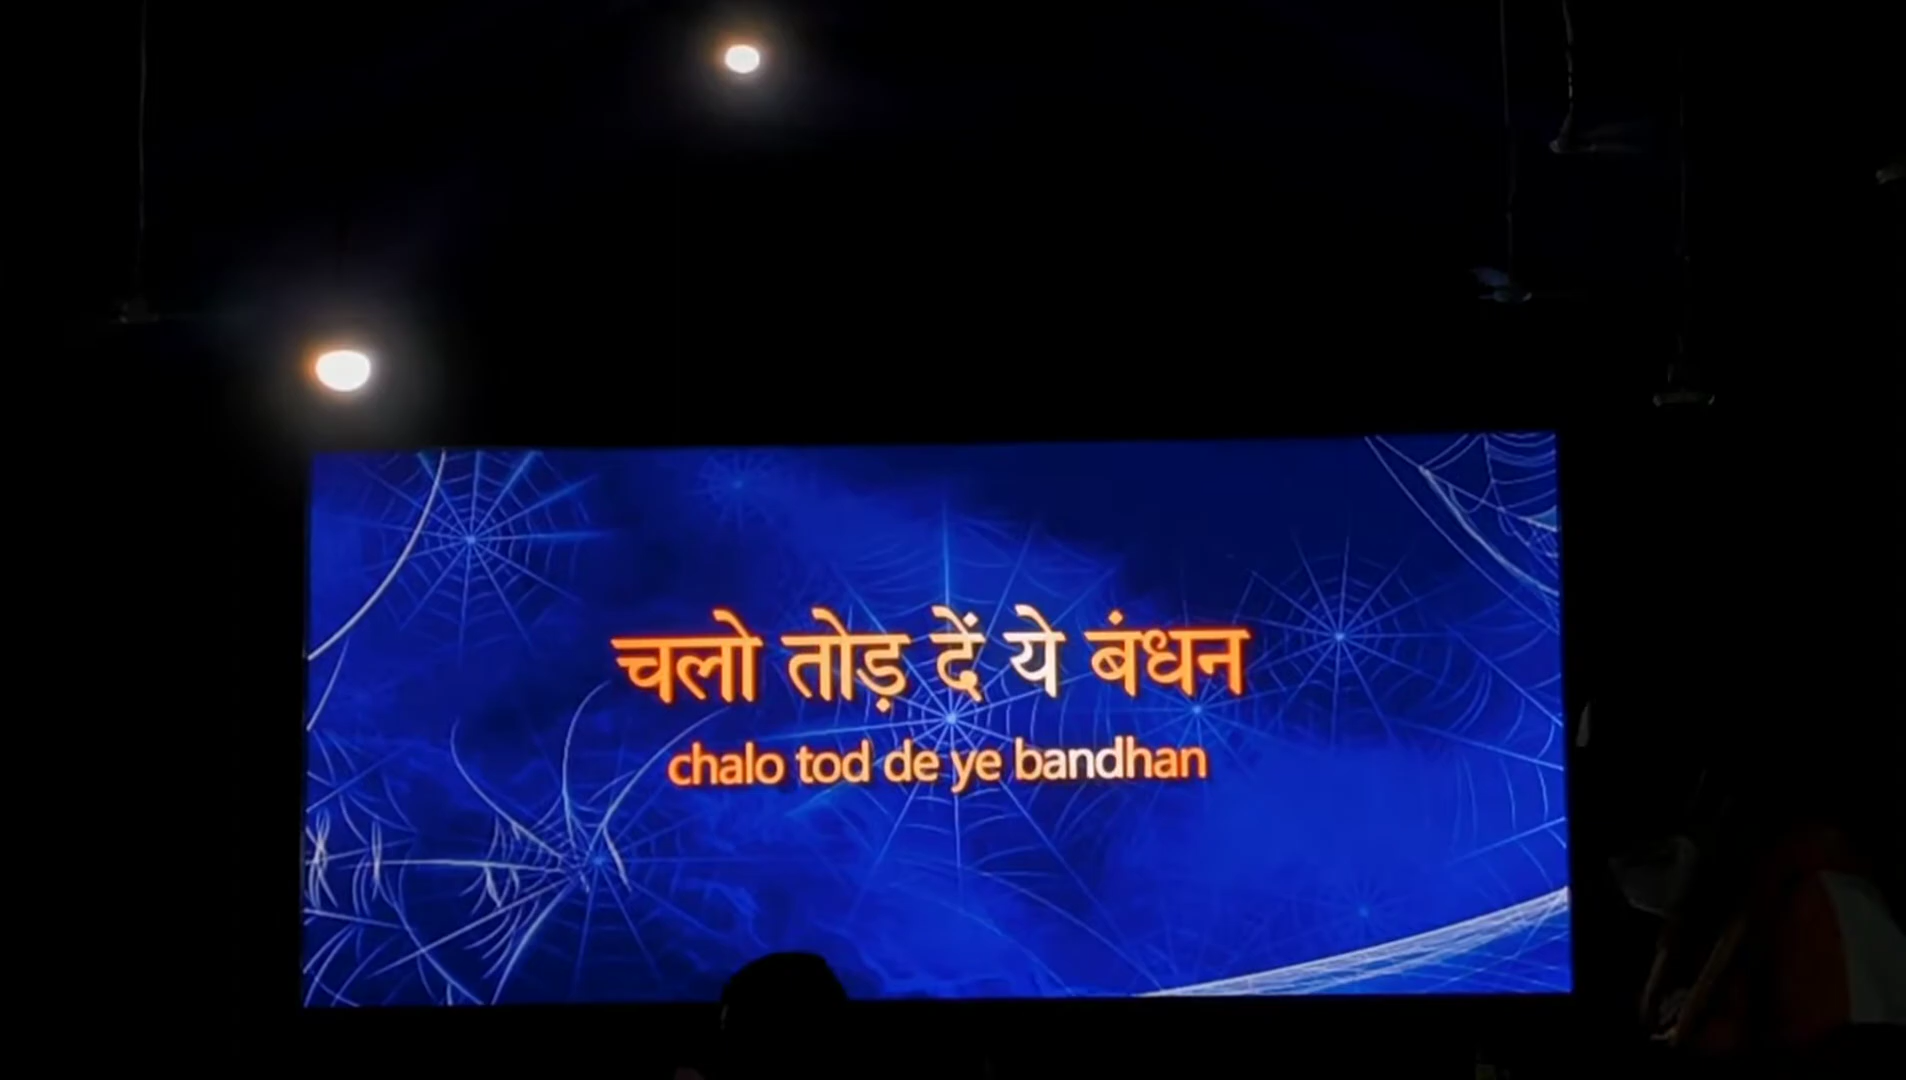 चलो तोड़ दें ये बंधन
chalo tod de ye bandhan